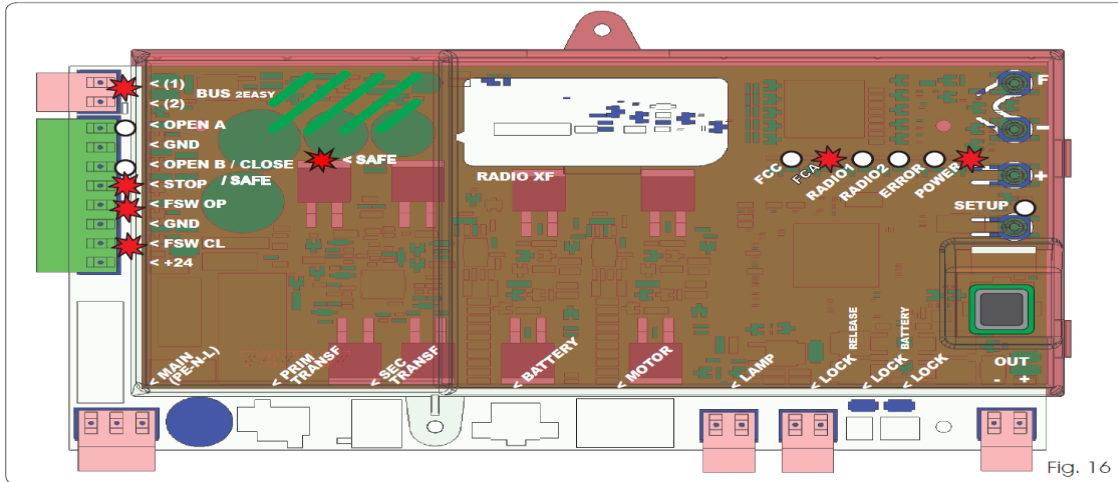 < (1)
BUS 2EASY
< (2)
< OPEN A
< GND
< OPEN B / CLOSE
< SAFE
< STOP / SAFE
< FSW OP
< GND
< FSW CL
< +24
RADIO XF
FCC
FCA
RADIO1
RADIO2
ERROR
POWER
F
-
+
SETUP
< MAIN
(PE-N-L)
< PRIM
TRANSF
< SEC
TRANSF
< BATTERY
< MOTOR
< LAMP
< LOCK
RELEASE
< LOCK
BATTERY
< LOCK
OUT
- +
Fig. 16